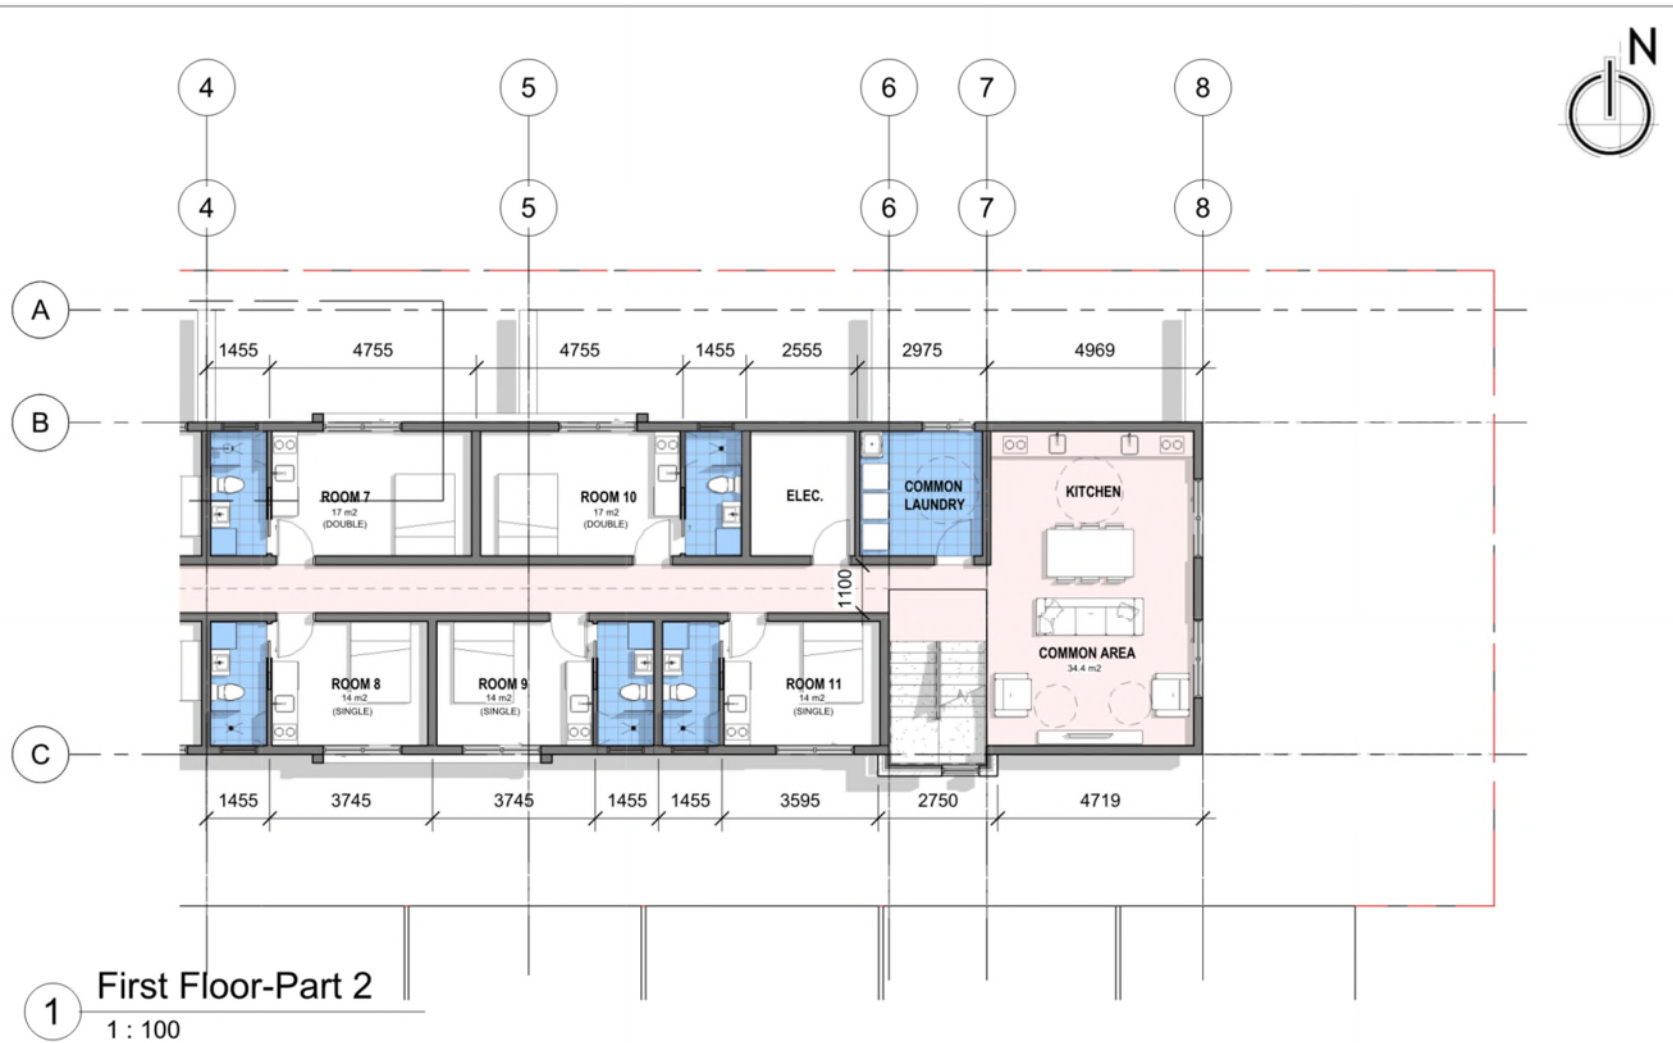 N
4 5 6 7 8
4 5 6 7 8
A
1455 4755 4755 1455 2555 2975 4969
B
ROOM 7
17 m2
(DOUBLE)
ROOM 10
17 m2
(DOUBLE)
ELEC.
COMMON
LAUNDRY
KITCHEN
1100
ROOM 8
14 m2
(SINGLE)
ROOM 9
14 m2
(SINGLE)
ROOM 11
14 m2
(SINGLE)
COMMON AREA
34.4 m2
C
1455 3745 3745 1455 1455 3595 2750 4719
1 First Floor-Part 2
1 : 100